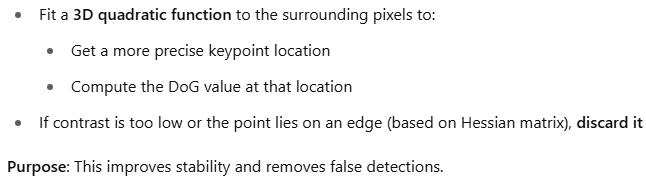 Fit a 3D quadratic function to the surrounding pixels to:
Get a more precise keypoint location
Compute the DoG value at that location
If contrast is too low or the point lies on an edge (based on Hessian matrix), discard it
Purpose: This improves stability and removes false detections.